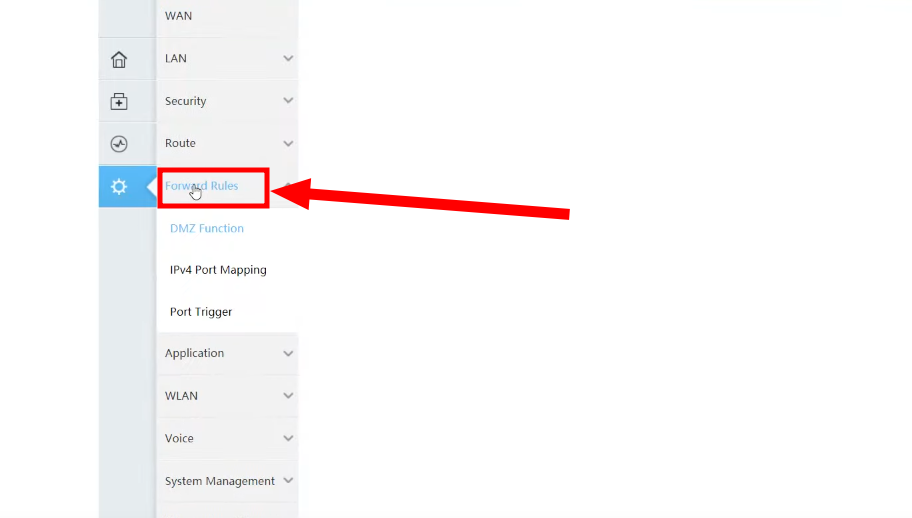 WAN
LAN
Security
Route
Forward Rules
DMZ Function
IPv4 Port Mapping
Port Trigger
Application
WLAN
Voice
System Management